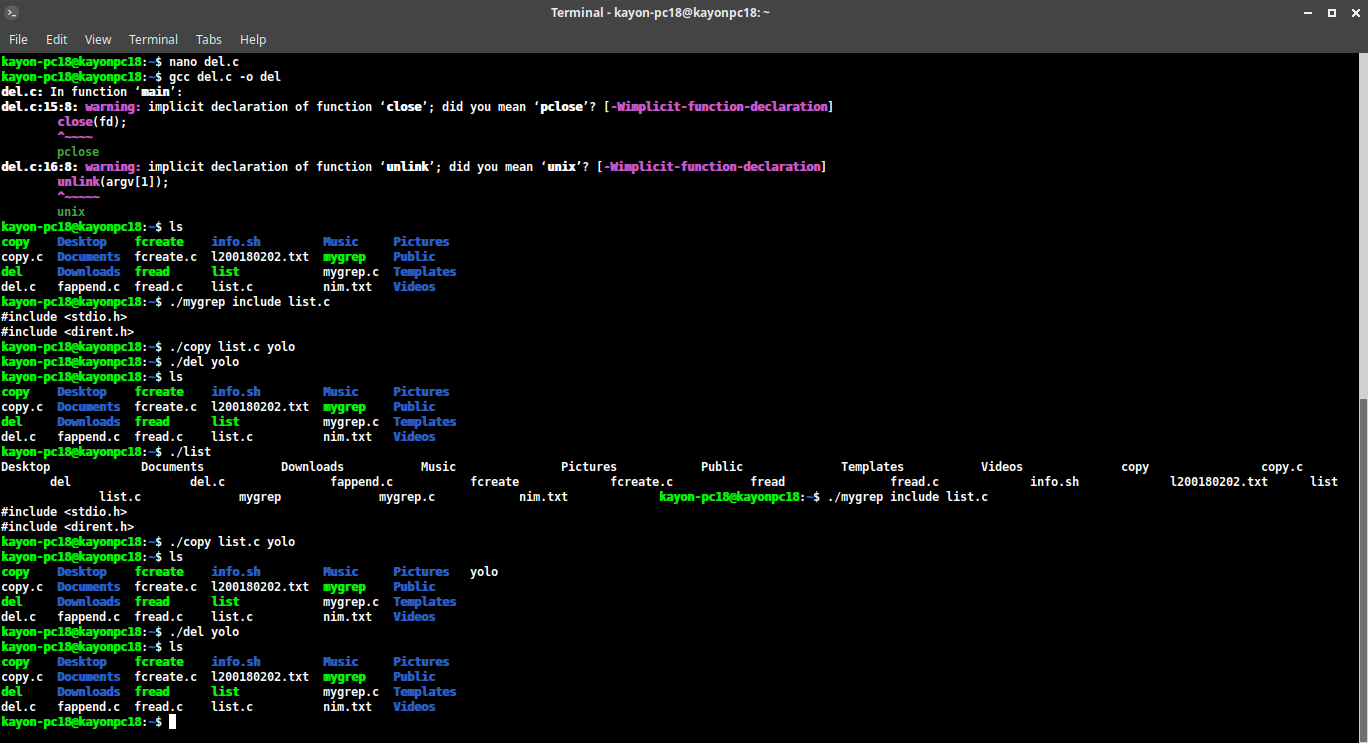 Terminal - kayon-pc18@kayonpc18: ~
File Edit View Terminal Tabs Help
kayon-pc18@kayonpc18:~$ nano del.c
kayon-pc18@kayonpc18:~$ gcc del.c -o del
del.c: In function ‘main’:
del.c:15:8: warning: implicit declaration of function ‘close’; did you mean ‘pclose’? [-Wimplicit-function-declaration]
        close(fd);
        ^~~~~
        pclose
del.c:16:8: warning: implicit declaration of function ‘unlink’; did you mean ‘unix’? [-Wimplicit-function-declaration]
        unlink(argv[1]);
        ^~~~~~
        unix
kayon-pc18@kayonpc18:~$ ls
copy    Desktop    fcreate    info.sh         Music     Pictures
copy.c  Documents  fcreate.c  l200180202.txt  mygrep    Public
del     Downloads  fread      list            mygrep.c  Templates
del.c   fappend.c  fread.c    list.c          nim.txt   Videos
kayon-pc18@kayonpc18:~$ ./mygrep include list.c
#include <stdio.h>
#include <dirent.h>
kayon-pc18@kayonpc18:~$ ./copy list.c yolo
kayon-pc18@kayonpc18:~$ ./del yolo
kayon-pc18@kayonpc18:~$ ls
copy    Desktop    fcreate    info.sh         Music     Pictures
copy.c  Documents  fcreate.c  l200180202.txt  mygrep    Public
del     Downloads  fread      list            mygrep.c  Templates
del.c   fappend.c  fread.c    list.c          nim.txt   Videos
kayon-pc18@kayonpc18:~$ ./list
Desktop             Documents           Downloads           Music               Pictures            Public              Templates           Videos              copy                copy.c
       del                 del.c               fappend.c           fcreate             fcreate.c           fread               fread.c             info.sh             l200180202.txt      list
              list.c              mygrep              mygrep.c            nim.txt             kayon-pc18@kayonpc18:~$ ./mygrep include list.c
#include <stdio.h>
#include <dirent.h>
kayon-pc18@kayonpc18:~$ ./copy list.c yolo
kayon-pc18@kayonpc18:~$ ls
copy    Desktop    fcreate    info.sh         Music     Pictures   yolo
copy.c  Documents  fcreate.c  l200180202.txt  mygrep    Public
del     Downloads  fread      list            mygrep.c  Templates
del.c   fappend.c  fread.c    list.c          nim.txt   Videos
kayon-pc18@kayonpc18:~$ ./del yolo
kayon-pc18@kayonpc18:~$ ls
copy    Desktop    fcreate    info.sh         Music     Pictures
copy.c  Documents  fcreate.c  l200180202.txt  mygrep    Public
del     Downloads  fread      list            mygrep.c  Templates
del.c   fappend.c  fread.c    list.c          nim.txt   Videos
kayon-pc18@kayonpc18:~$